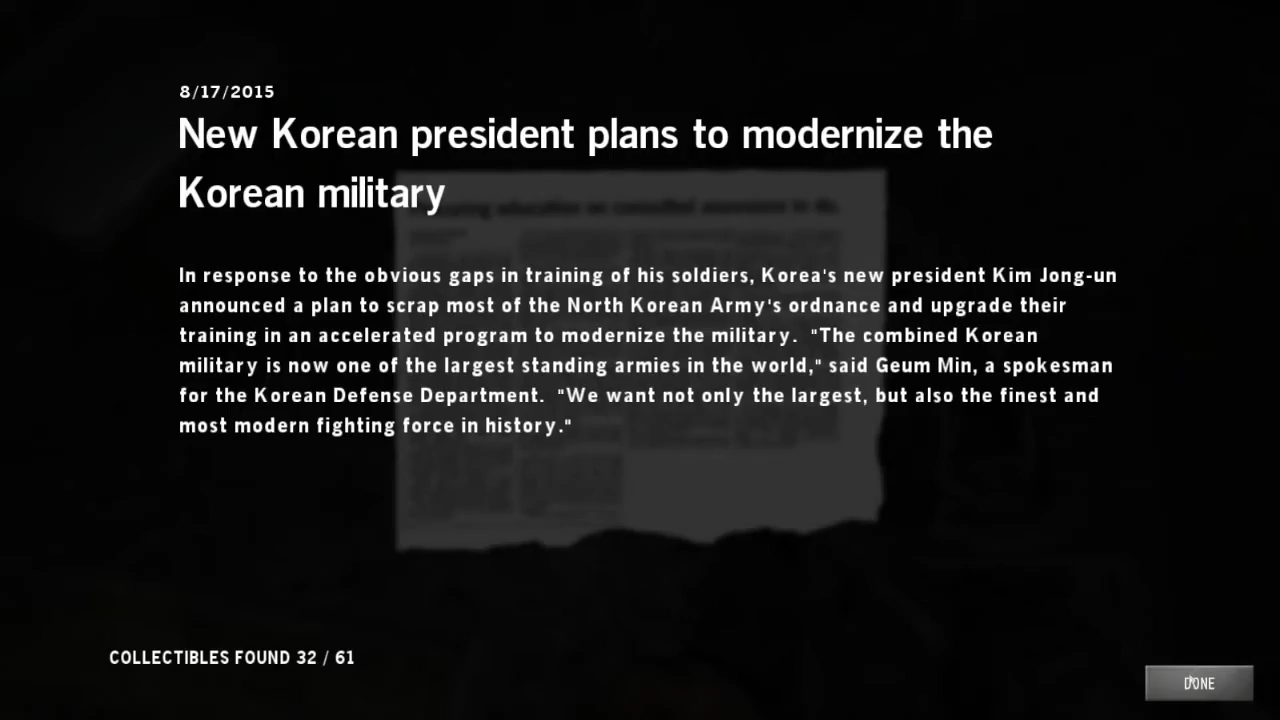 8/17/2015
New Korean president plans to modernize the
Korean military
In response to the obvious gaps in training of his soldiers, Korea's new president Kim Jong-un
announced a plan to scrap most of the North Korean Army's ordnance and upgrade their
training in an accelerated program to modernize the military.  "The combined Korean
military is now one of the largest standing armies in the world," said Geum Min, a spokesman
for the Korean Defense Department.  "We want not only the largest, but also the finest and
most modern fighting force in history."
COLLECTIBLES FOUND 32 / 61
DONE